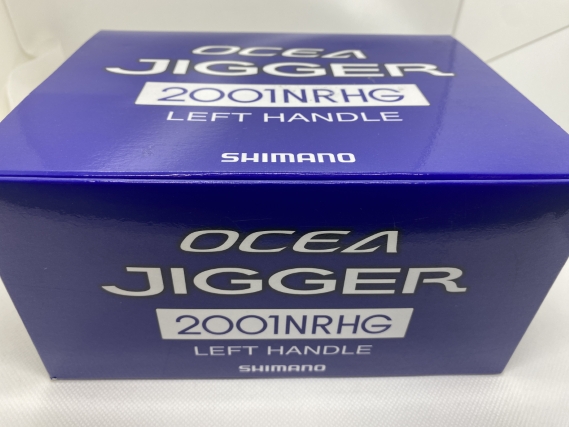 OCEA
JIGGER
2001NRHG
LEFT HANDLE
SHIMANO
OCEA
JIGGER
2001NRHG
LEFT HANDLE
SHIMANO